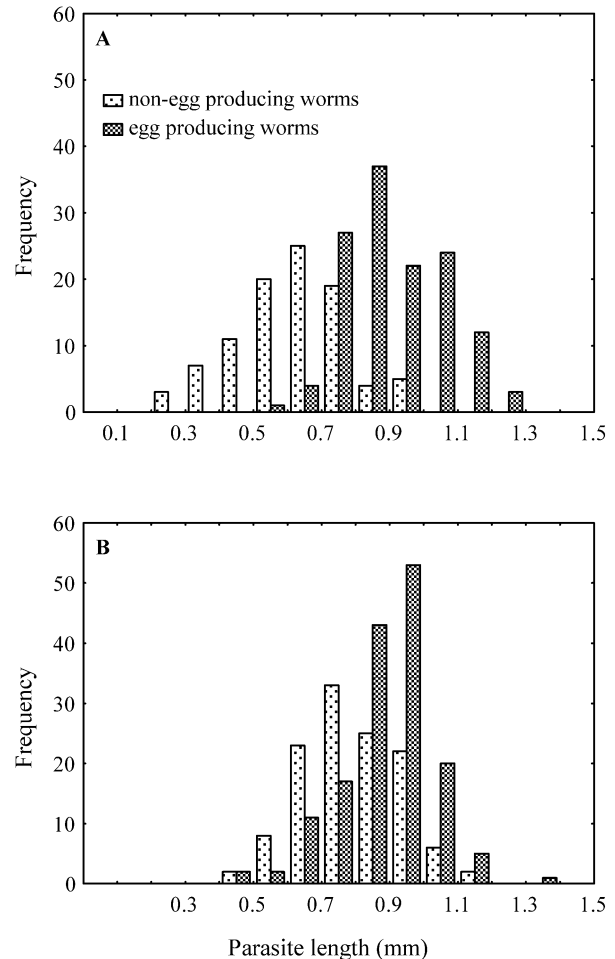 60
A
50
non-egg producing worms
40
egg producing worms
30
Frequency
20
10
0
0.1 0.3 0.5 0.7 0.9 1.1 1.3 1.5
60
B
50
40
30
Frequency
20
10
0
0.3 0.5 0.7 0.9 1.1 1.3 1.5
Parasite length (mm)